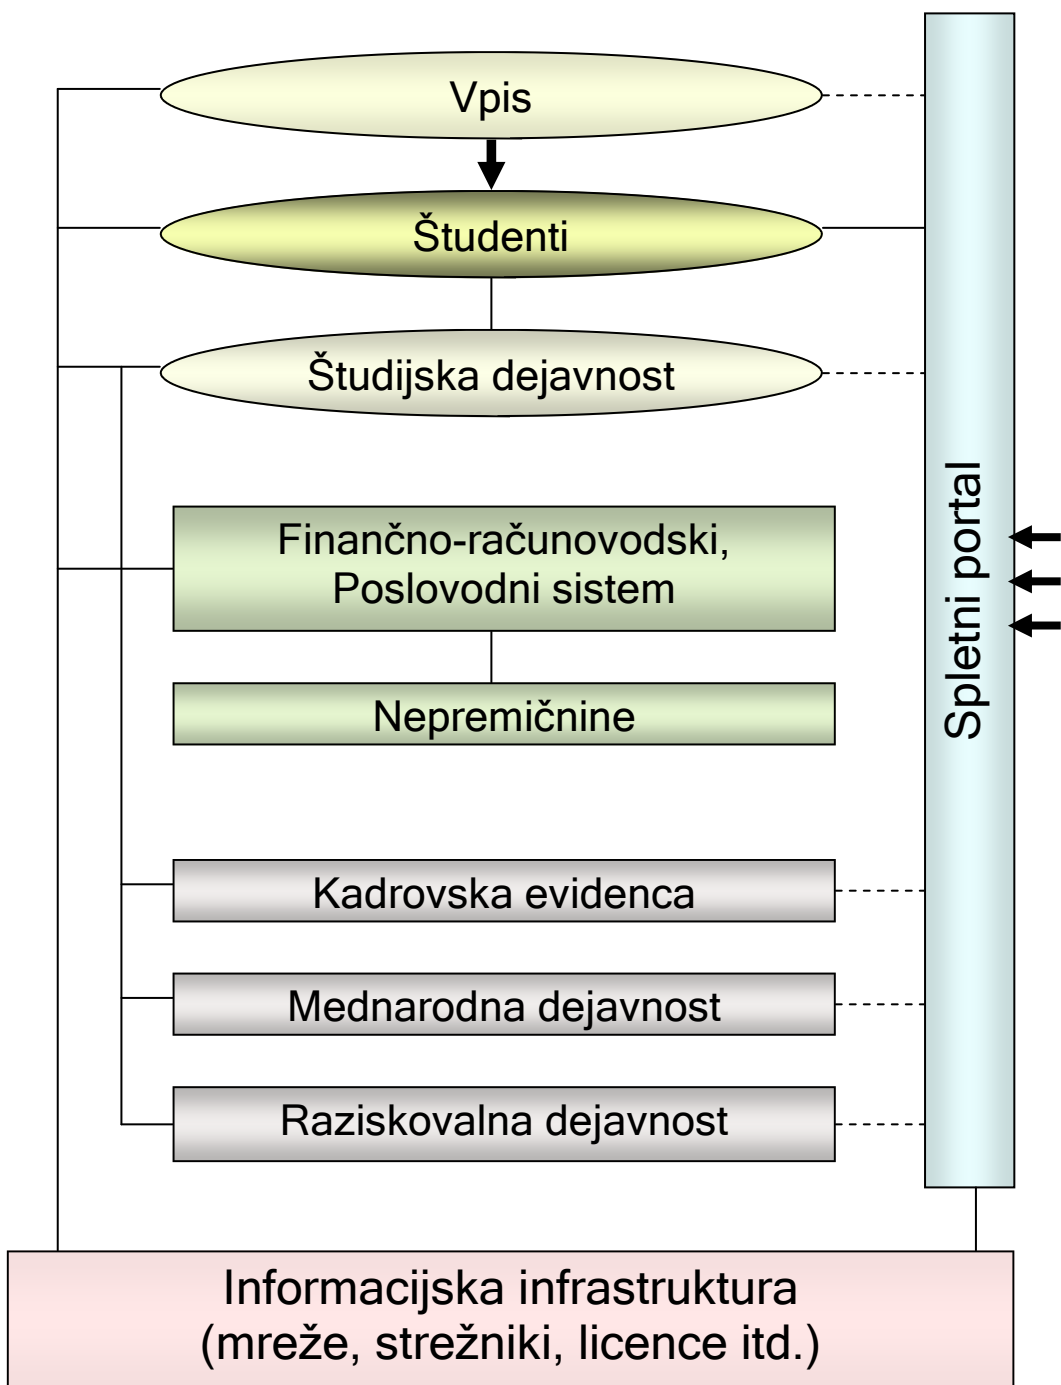 Vpis
Študenti
Študijska dejavnost
Finančno-računovodski,
Poslovodni sistem
Nepremičnine
Kadrovska evidenca
Mednarodna dejavnost
Raziskovalna dejavnost
Spletni portal
Informacijska infrastruktura
(mreže, strežniki, licence itd.)